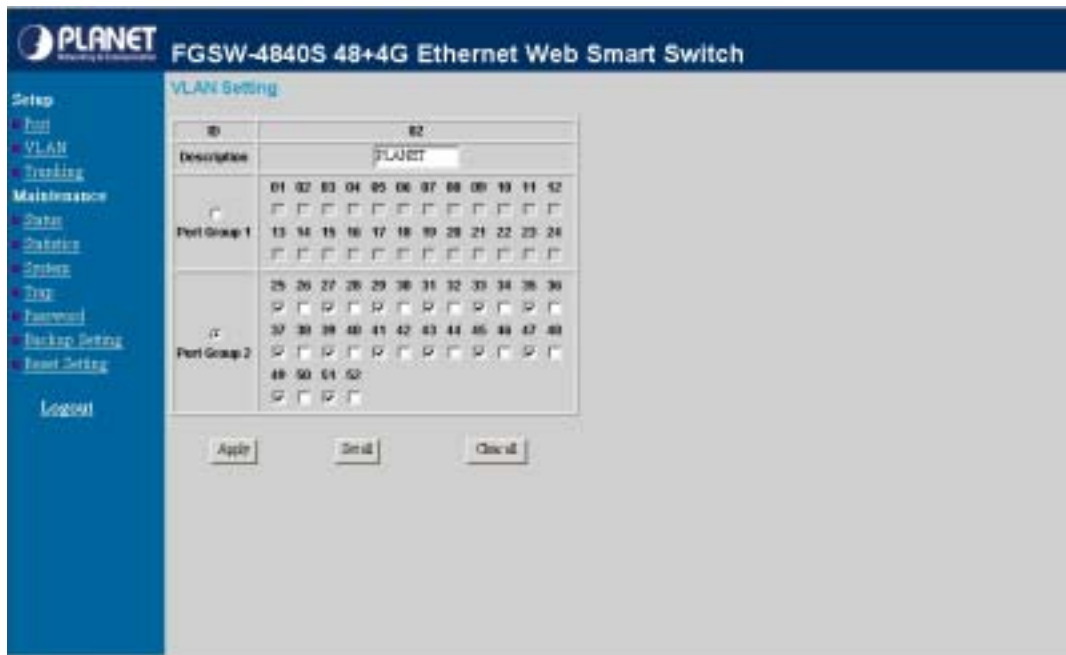 PLANET
FGSW-4840S 48+4G Ethernet Web Smart Switch
Setup
Port
VLAN
Trunking
Maintenance
Status
Statistics
System
Trap
Password
Backup Setting
Reset Setting
Logout
VLAN Setting
ID 02
Description PLANET
Port Group 1
01 02 03 04 05 06 07 08 09 10 11 12
13 14 15 16 17 18 19 20 21 22 23 24
Port Group 2
25 26 27 28 29 30 31 32 33 34 35 36
37 38 39 40 41 42 43 44 45 46 47 48
49 50 51 52
Apply Set all Clear all